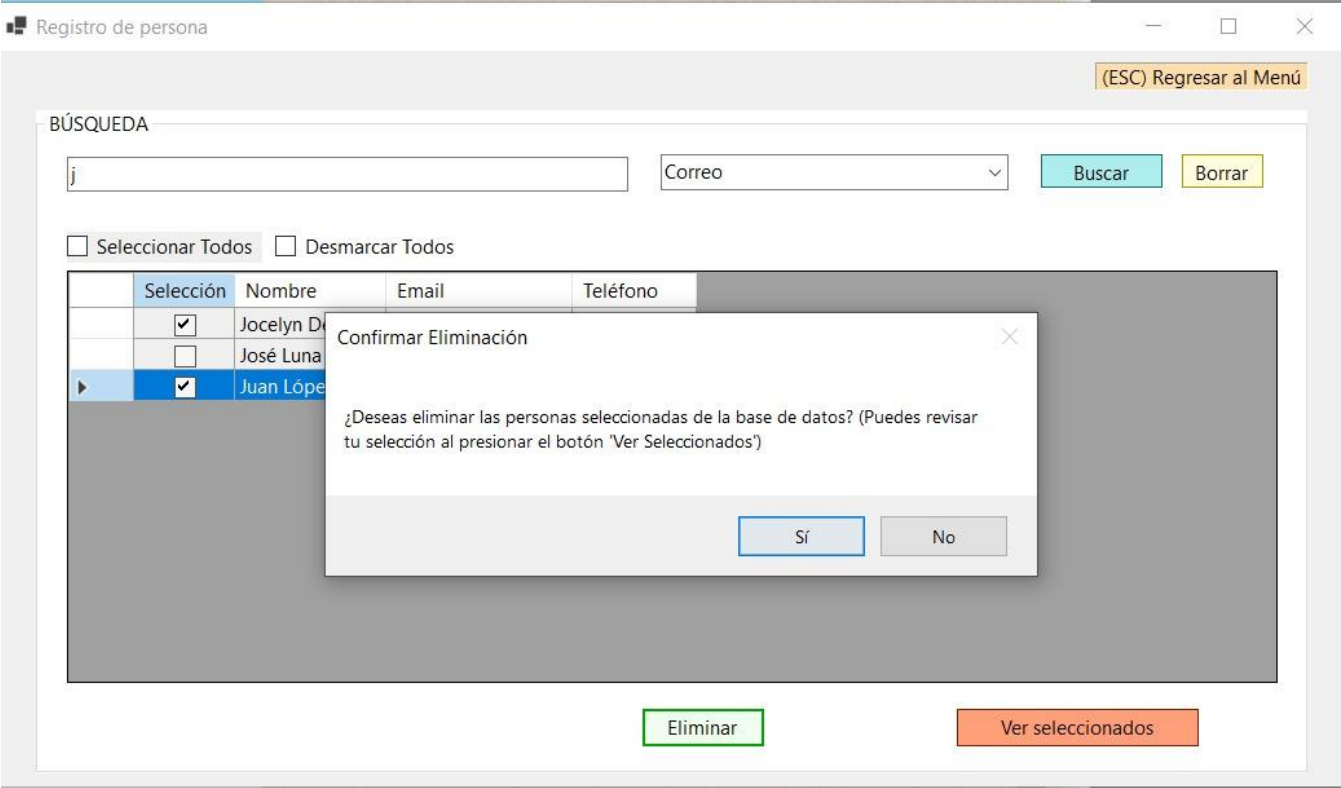 Registro de persona
(ESC) Regresar al Menú
BÚSQUEDA
j
Correo
Buscar
Borrar
Seleccionar Todos
Desmarcar Todos
Selección Nombre Email Teléfono
Jocelyn
José Luna
Juan
Confirmar Eliminación
¿Deseas eliminar las personas seleccionadas de la base de datos? (Puedes revisar
tu selección al presionar el botón 'Ver Seleccionados')
Sí
No
Eliminar
Ver seleccionados